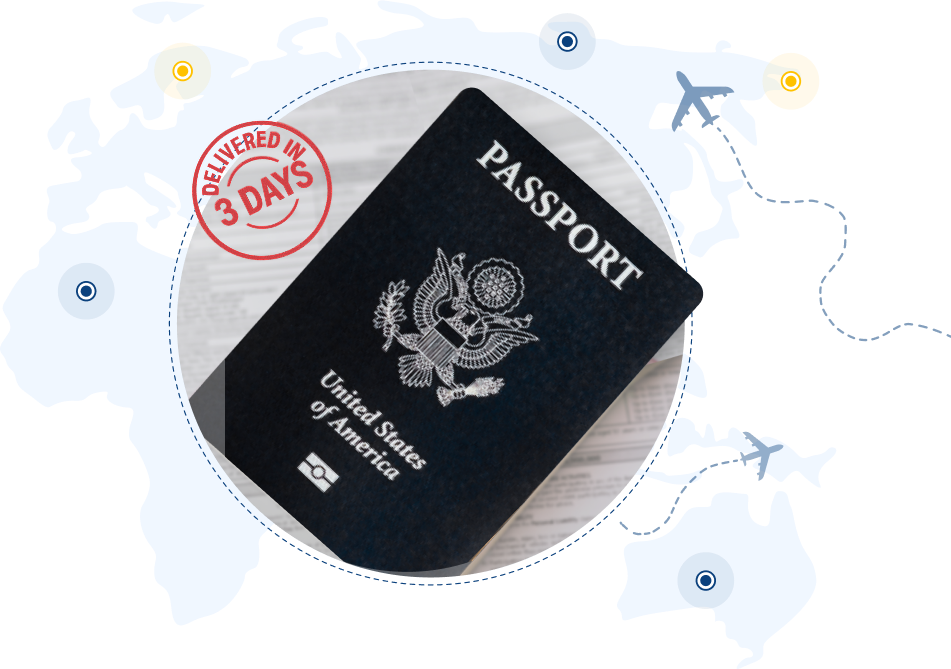 DELIVERED IN
3 DAYS
PASSPORT
United States
of America